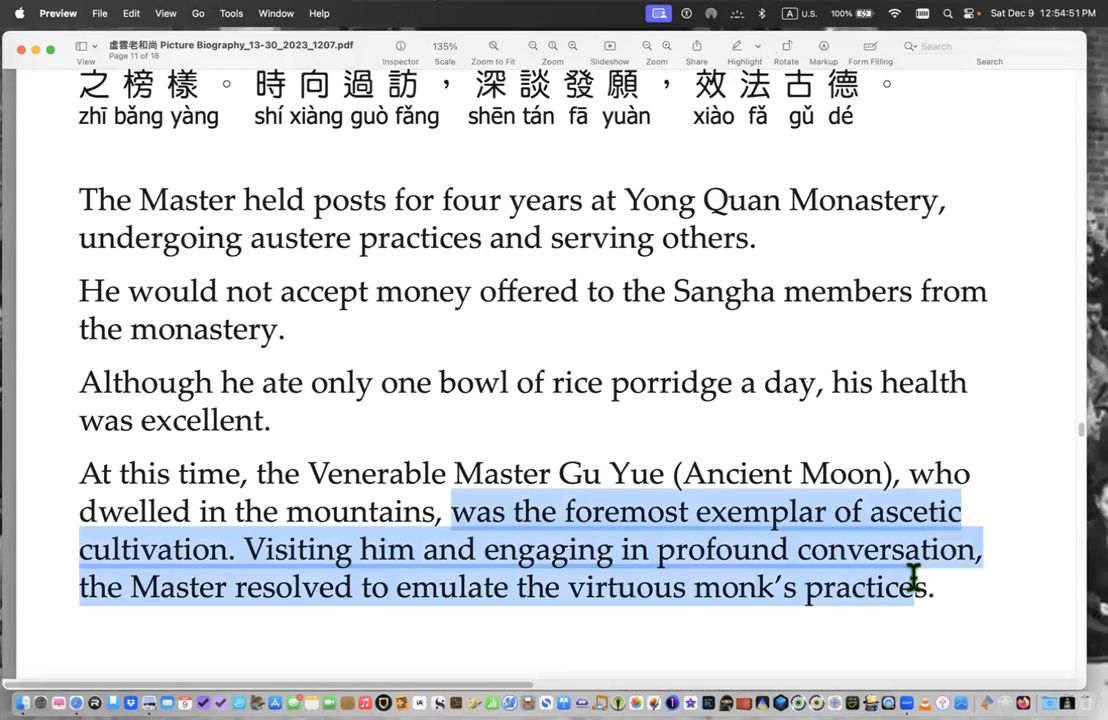 Preview File Edit View Go Tools Window Help A U.S. 100% Sat Dec 9 12:54:51 PM
虛雲老和尚 Picture Biography_13-30_2023_1207.pdf
Page 11 of 18
135%
Search
View Inspector Scale Zoom to Fit Zoom Slideshow Zoom Share Highlight Rotate Markup Form Filling Search
之榜樣。時向過訪，深談發願，效法古德。
zhī bǎng yàng shí xiàng guò fǎng shēn tán fā yuàn xiào fǎ gǔ dé
The Master held posts for four years at Yong Quan Monastery,
undergoing austere practices and serving others.
He would not accept money offered to the Sangha members from
the monastery.
Although he ate only one bowl of rice porridge a day, his health
was excellent.
At this time, the Venerable Master Gu Yue (Ancient Moon), who
dwelled in the mountains, was the foremost exemplar of ascetic
cultivation. Visiting him and engaging in profound conversation,
the Master resolved to emulate the virtuous monk's practices.